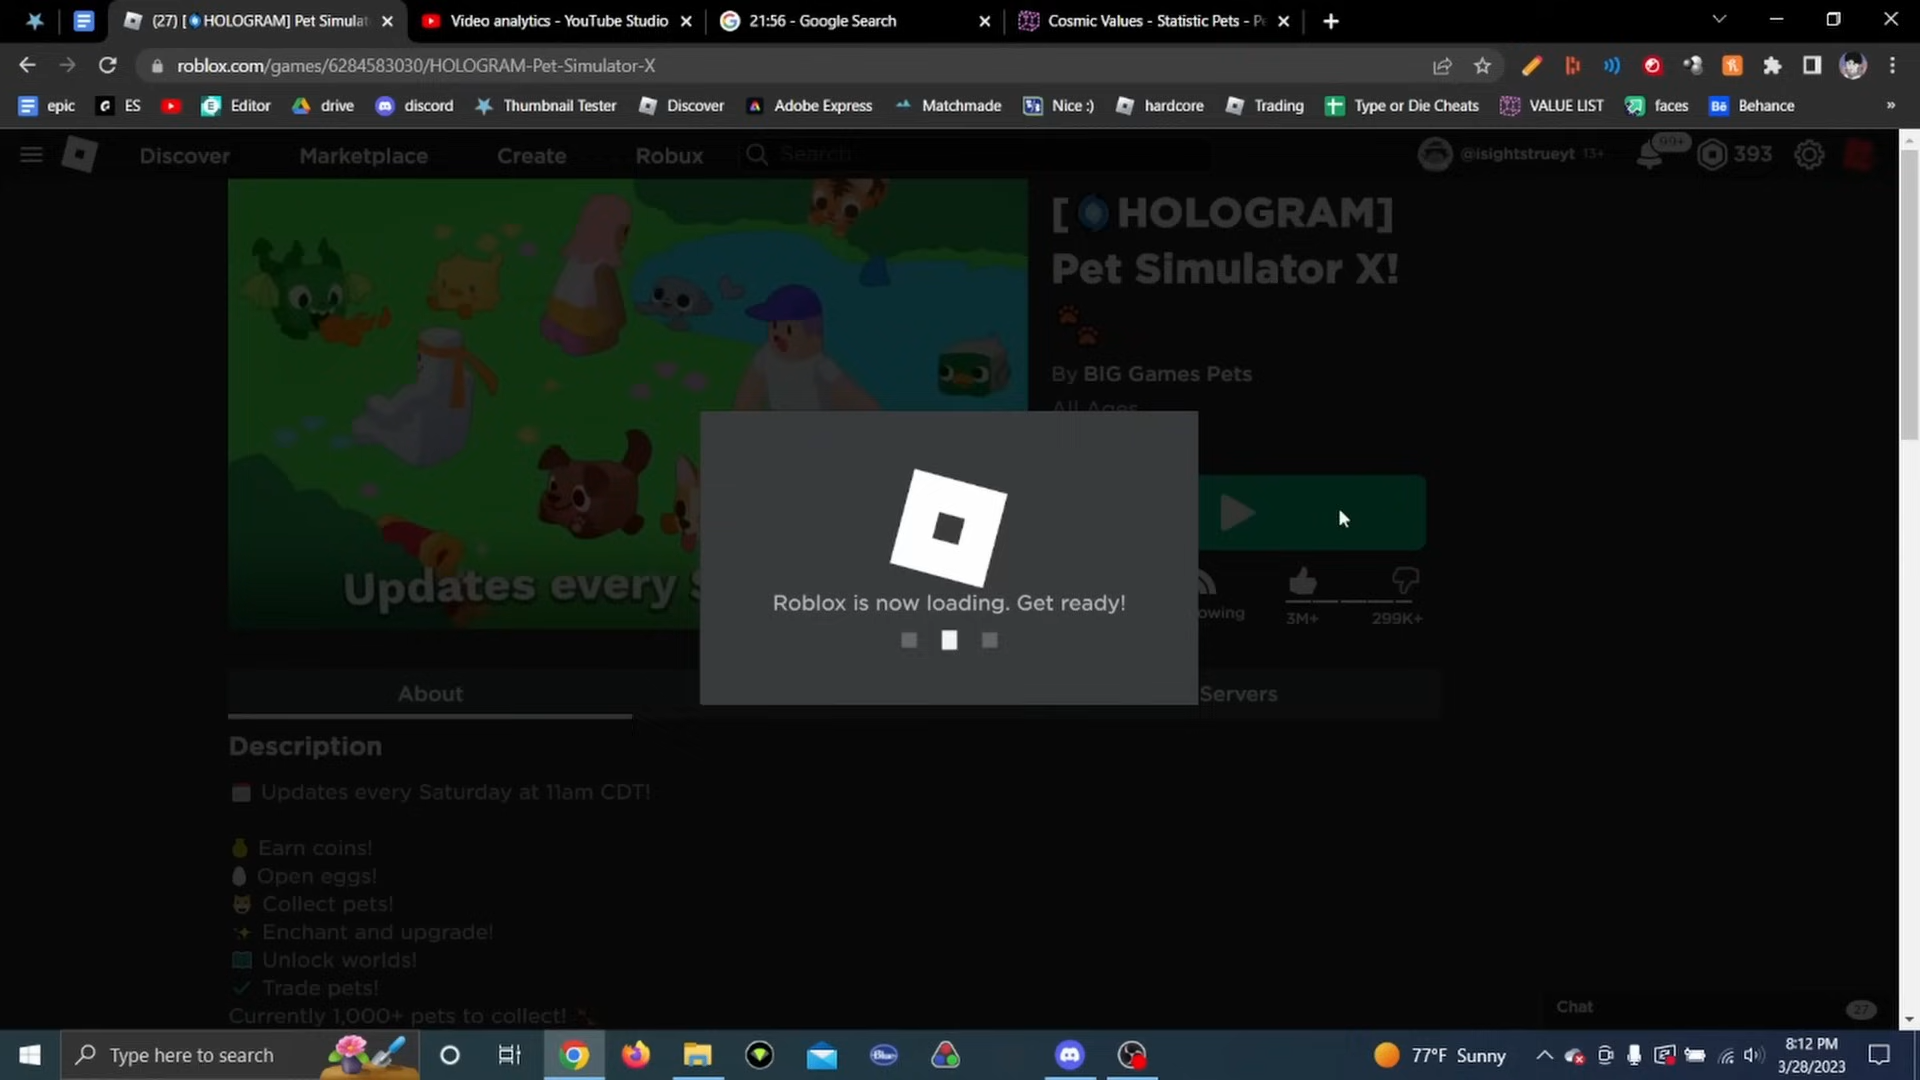 (27) [HOLOGRAM] Pet Simulat
Video analytics - YouTube Studio
21:56 - Google Search
Cosmic Values - Statistic Pets - Pe
roblox.com/games/6284583030/HOLOGRAM-Pet-Simulator-X
epic
ES
Editor
drive
discord
Thumbnail Tester
Discover
Adobe Express
Matchmade
Nice :)
hardcore
Trading
Type or Die Cheats
VALUE LIST
faces
Bē Behance
»
Discover
Marketplace
Create
Robux
Search
@isightstrueyt 13+
99+
393
[HOLOGRAM]
Pet Simulator X!
By BIG Games Pets
All Ages
Updates every S
Roblox is now loading. Get ready!
owing
3M+
299K+
About
Servers
Description
Updates every Saturday at 11am CDT!
Earn coins!
Open eggs!
Collect pets!
Enchant and upgrade!
Unlock worlds!
Trade pets!
Currently 1,000+ pets to collect!
Chat
27
Type here to search
Blue
77°F Sunny
8:12 PM
3/28/2023